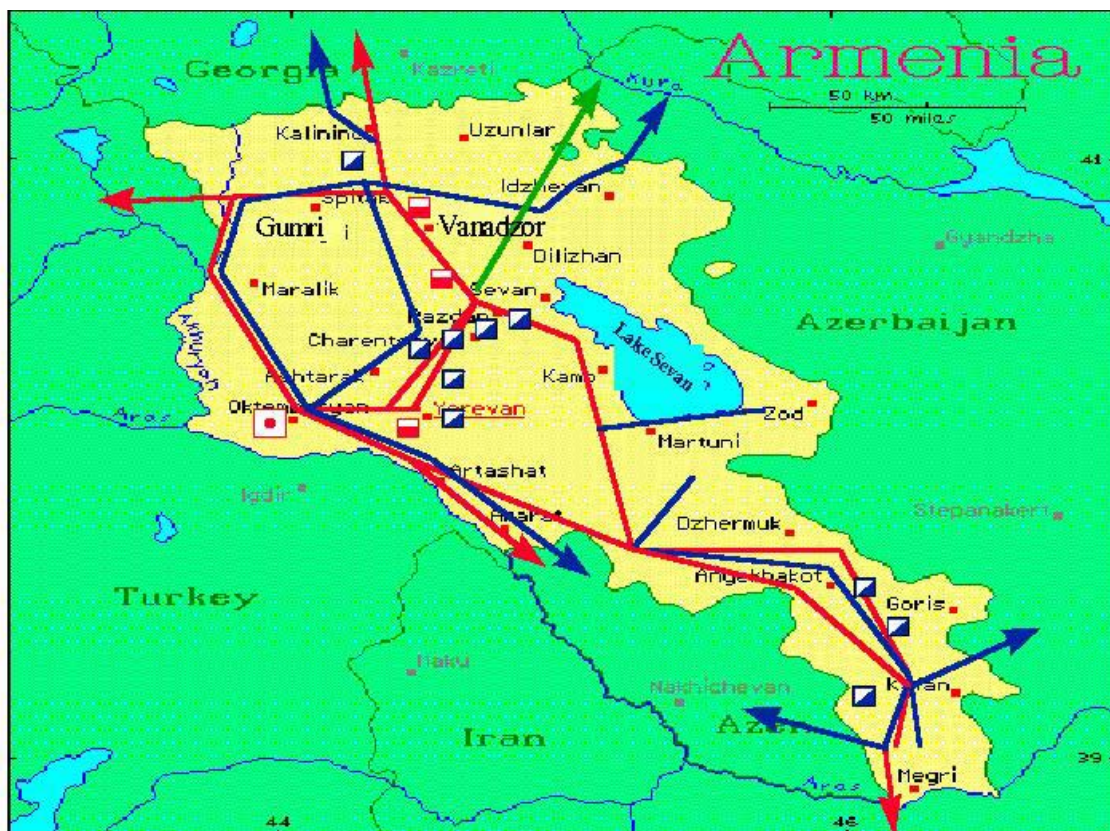 Armenia
Georgia
Kazreti
Kura
50 km
50 miles
Kalinino
Uzunlar
41
Idzhevan
Spitak
Gumri
Vanadzor
Dilizhan
Gyandzha
Maralik
Sevan
Akhuryan
Razdan
Azerbaijan
Lake Sevan
Ashtarak
Kamo
Aras
Yerevan
Zod
Martuni
Artashat
Igdir
Ararat
Dzhermuk
Stepanakert
Angekhakot
Turkey
Goris
Maku
Nakhichevan
Iran
Megri
39
Aras
44
46